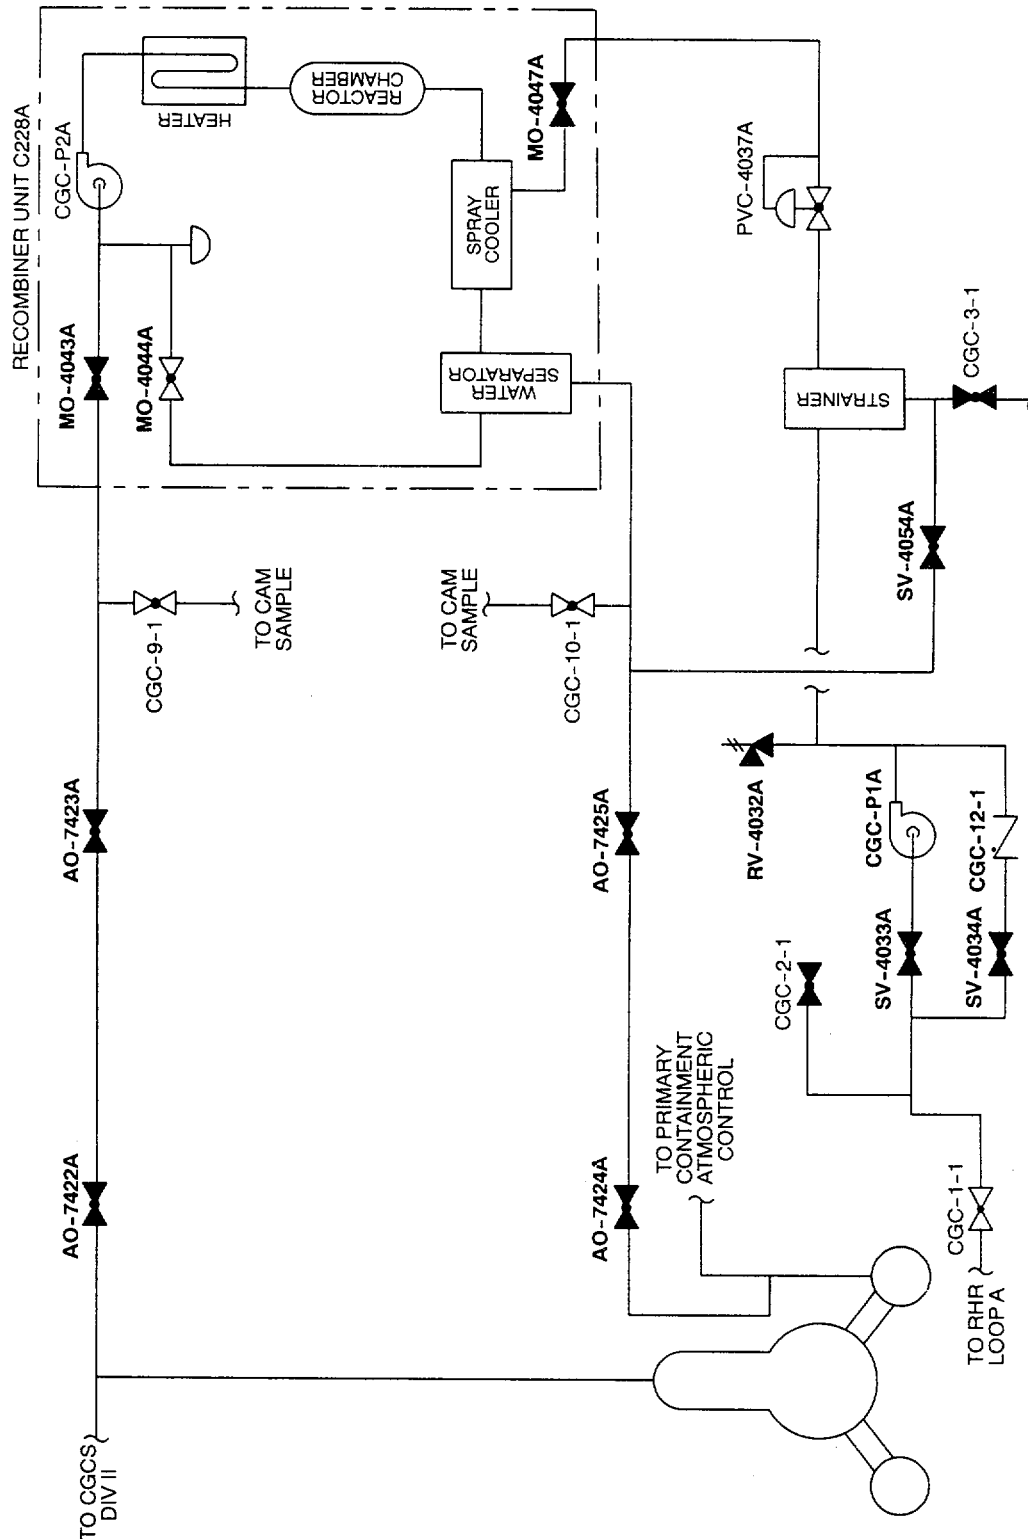 RECOMBINER UNIT C228A
CGC-P2A
HEATER
REACTOR
CHAMBER
MO-4043A
MO-4044A
MO-4047A
SPRAY
COOLER
WATER
SEPARATOR
PVC-4037A
CGC-3-1
STRAINER
SV-4054A
CGC-9-1
TO CAM
SAMPLE
TO CAM
SAMPLE
CGC-10-1
AO-7423A
AO-7425A
RV-4032A
CGC-P1A
CGC-12-1
CGC-2-1
SV-4033A
SV-4034A
AO-7422A
AO-7424A
TO PRIMARY
CONTAINMENT
ATMOSPHERIC
CONTROL
CGC-1-1
TO RHR
LOOP A
TO CGCS
DIV II